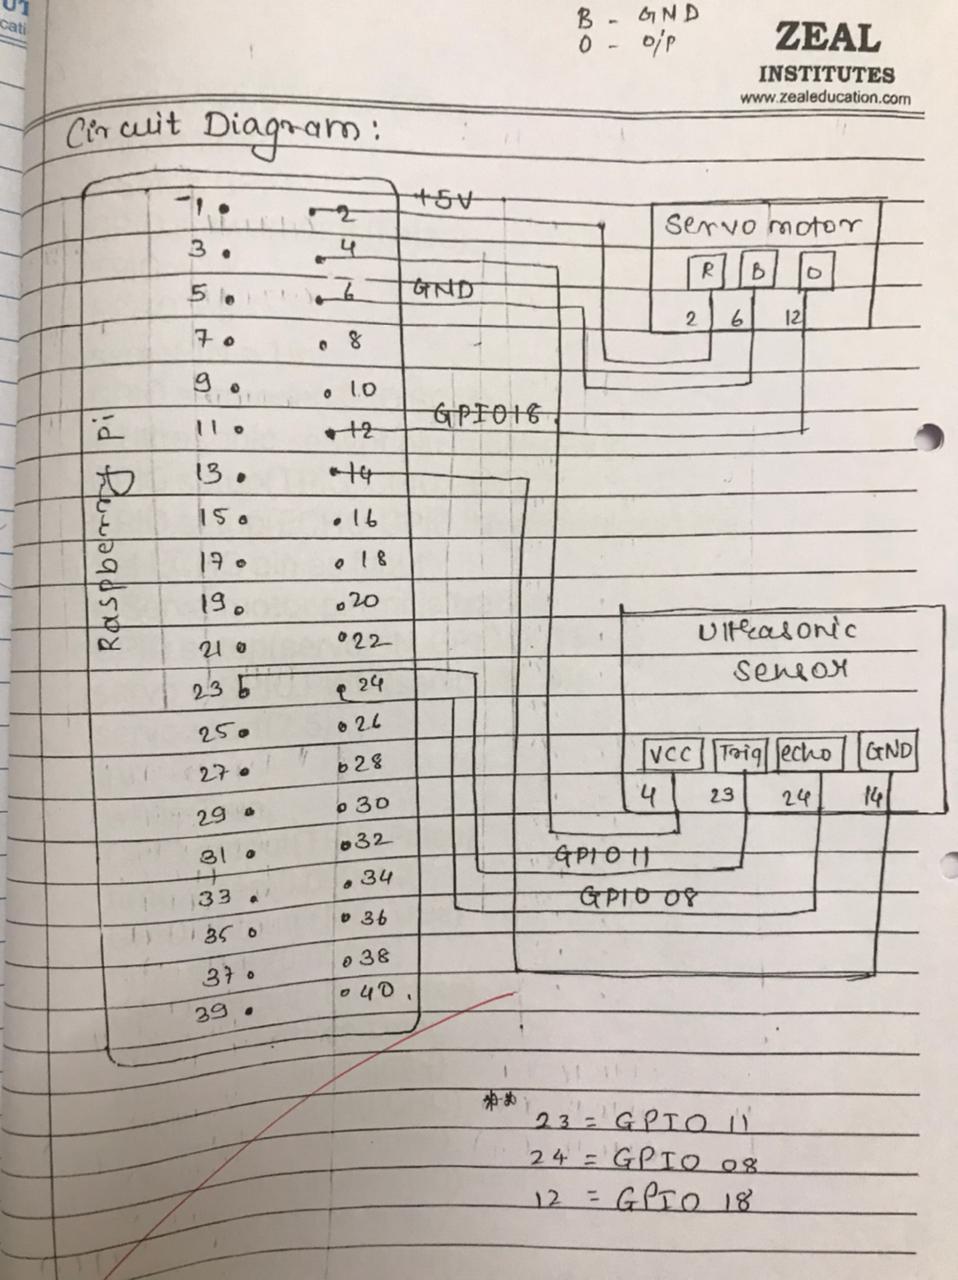 B - GND
O - O/P
ZEAL
INSTITUTES
www.zealeducation.com
Circuit Diagram:
Raspberry Pi
1 2
3 4
5 6
7 8
9 10
11 12
13 14
15 16
17 18
19 20
21 22
23 24
25 26
27 28
29 30
31 32
33 34
35 36
37 38
39 40
+5V
GND
GPIO18
Servo motor
R B O
2 6 12
Ultrasonic
Sensor
VCC Trig echo GND
4 23 24 14
GPIO 11
GPIO 08
** 23 = GPIO 11
24 = GPIO 08
12 = GPIO 18